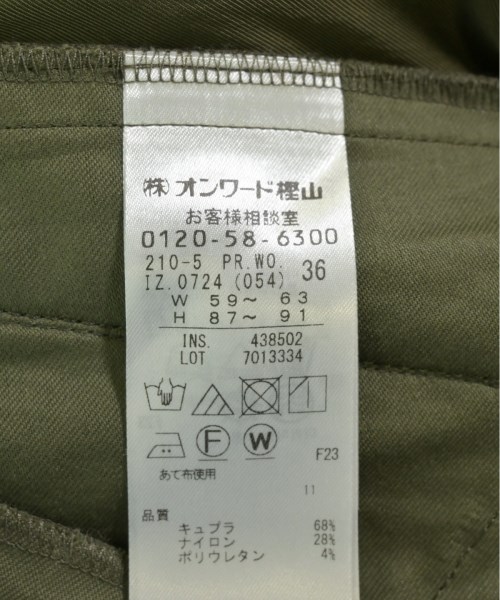 (株)オンワード樫山
お客様相談室
0120-58-6300
210-5 PR.WO. 36
IZ.0724 (054)
W 59〜 63
H 87〜 91
INS. 438502
LOT 7013334
F W
F23
あて布使用
11
品質
キュプラ 68%
ナイロン 28%
ポリウレタン 4%